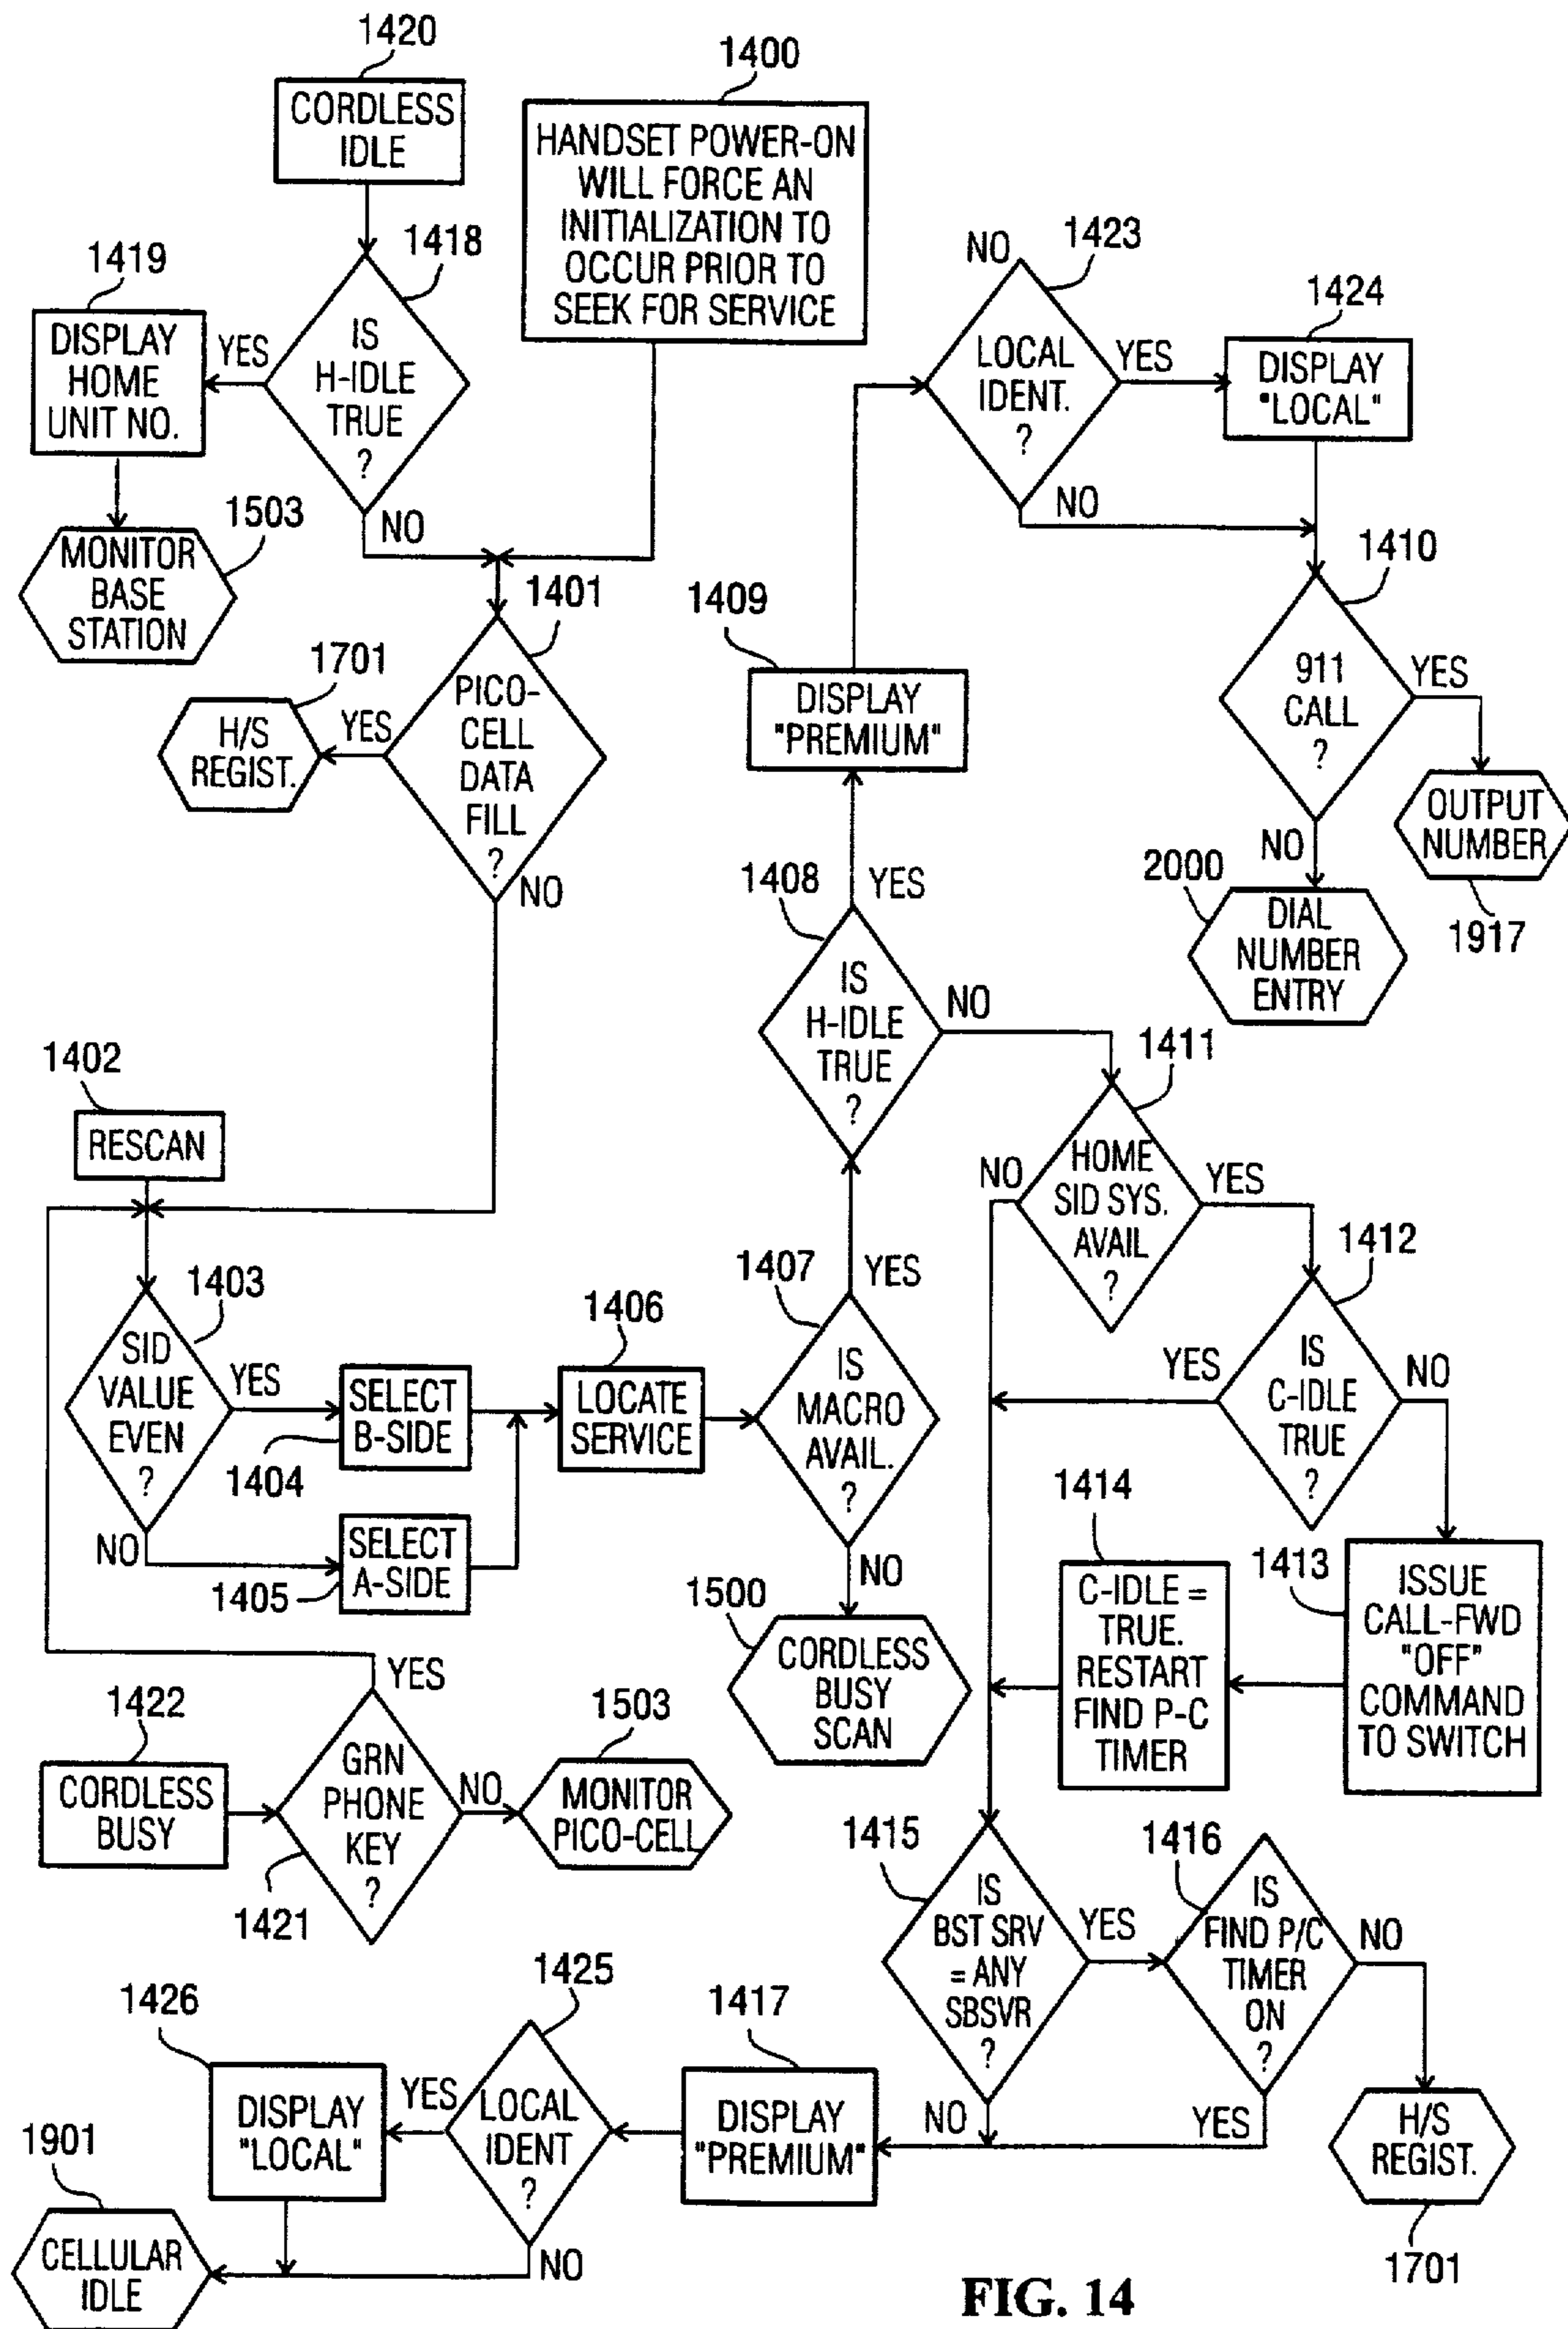 1420
CORDLESS
IDLE
1400
HANDSET POWER-ON
WILL FORCE AN
INITIALIZATION TO
OCCUR PRIOR TO
SEEK FOR SERVICE
1418
IS
H-IDLE
TRUE
?
YES
NO
1419
DISPLAY
HOME
UNIT NO.
1503
MONITOR
BASE
STATION
1401
PICO-
CELL
DATA
FILL
?
YES
NO
1701
H/S
REGIST.
NO
1423
LOCAL
IDENT.
?
YES
NO
1424
DISPLAY
"LOCAL"
1409
DISPLAY
"PREMIUM"
1410
911
CALL
?
YES
NO
OUTPUT
NUMBER
1917
2000
DIAL
NUMBER
ENTRY
1408
YES
IS
H-IDLE
TRUE
?
NO
1402
RESCAN
1411
HOME
SID SYS.
AVAIL
?
NO
YES
1403
SID
VALUE
EVEN
?
YES
NO
SELECT
B-SIDE
1404
SELECT
A-SIDE
1405
1406
LOCATE
SERVICE
1407
YES
IS
MACRO
AVAIL.
?
NO
1500
CORDLESS
BUSY
SCAN
1412
IS
C-IDLE
TRUE
?
YES
NO
1414
C-IDLE =
TRUE.
RESTART
FIND P-C
TIMER
1413
ISSUE
CALL-FWD
"OFF"
COMMAND
TO SWITCH
1422
CORDLESS
BUSY
YES
GRN
PHONE
KEY
?
1421
NO
1503
MONITOR
PICO-CELL
1415
IS
BST SRV
= ANY
SBSVR
?
YES
NO
1416
IS
FIND P/C
TIMER
ON
?
NO
YES
H/S
REGIST.
1701
1417
DISPLAY
"PREMIUM"
1425
LOCAL
IDENT
?
YES
NO
1426
DISPLAY
"LOCAL"
1901
CELLULAR
IDLE
FIG. 14